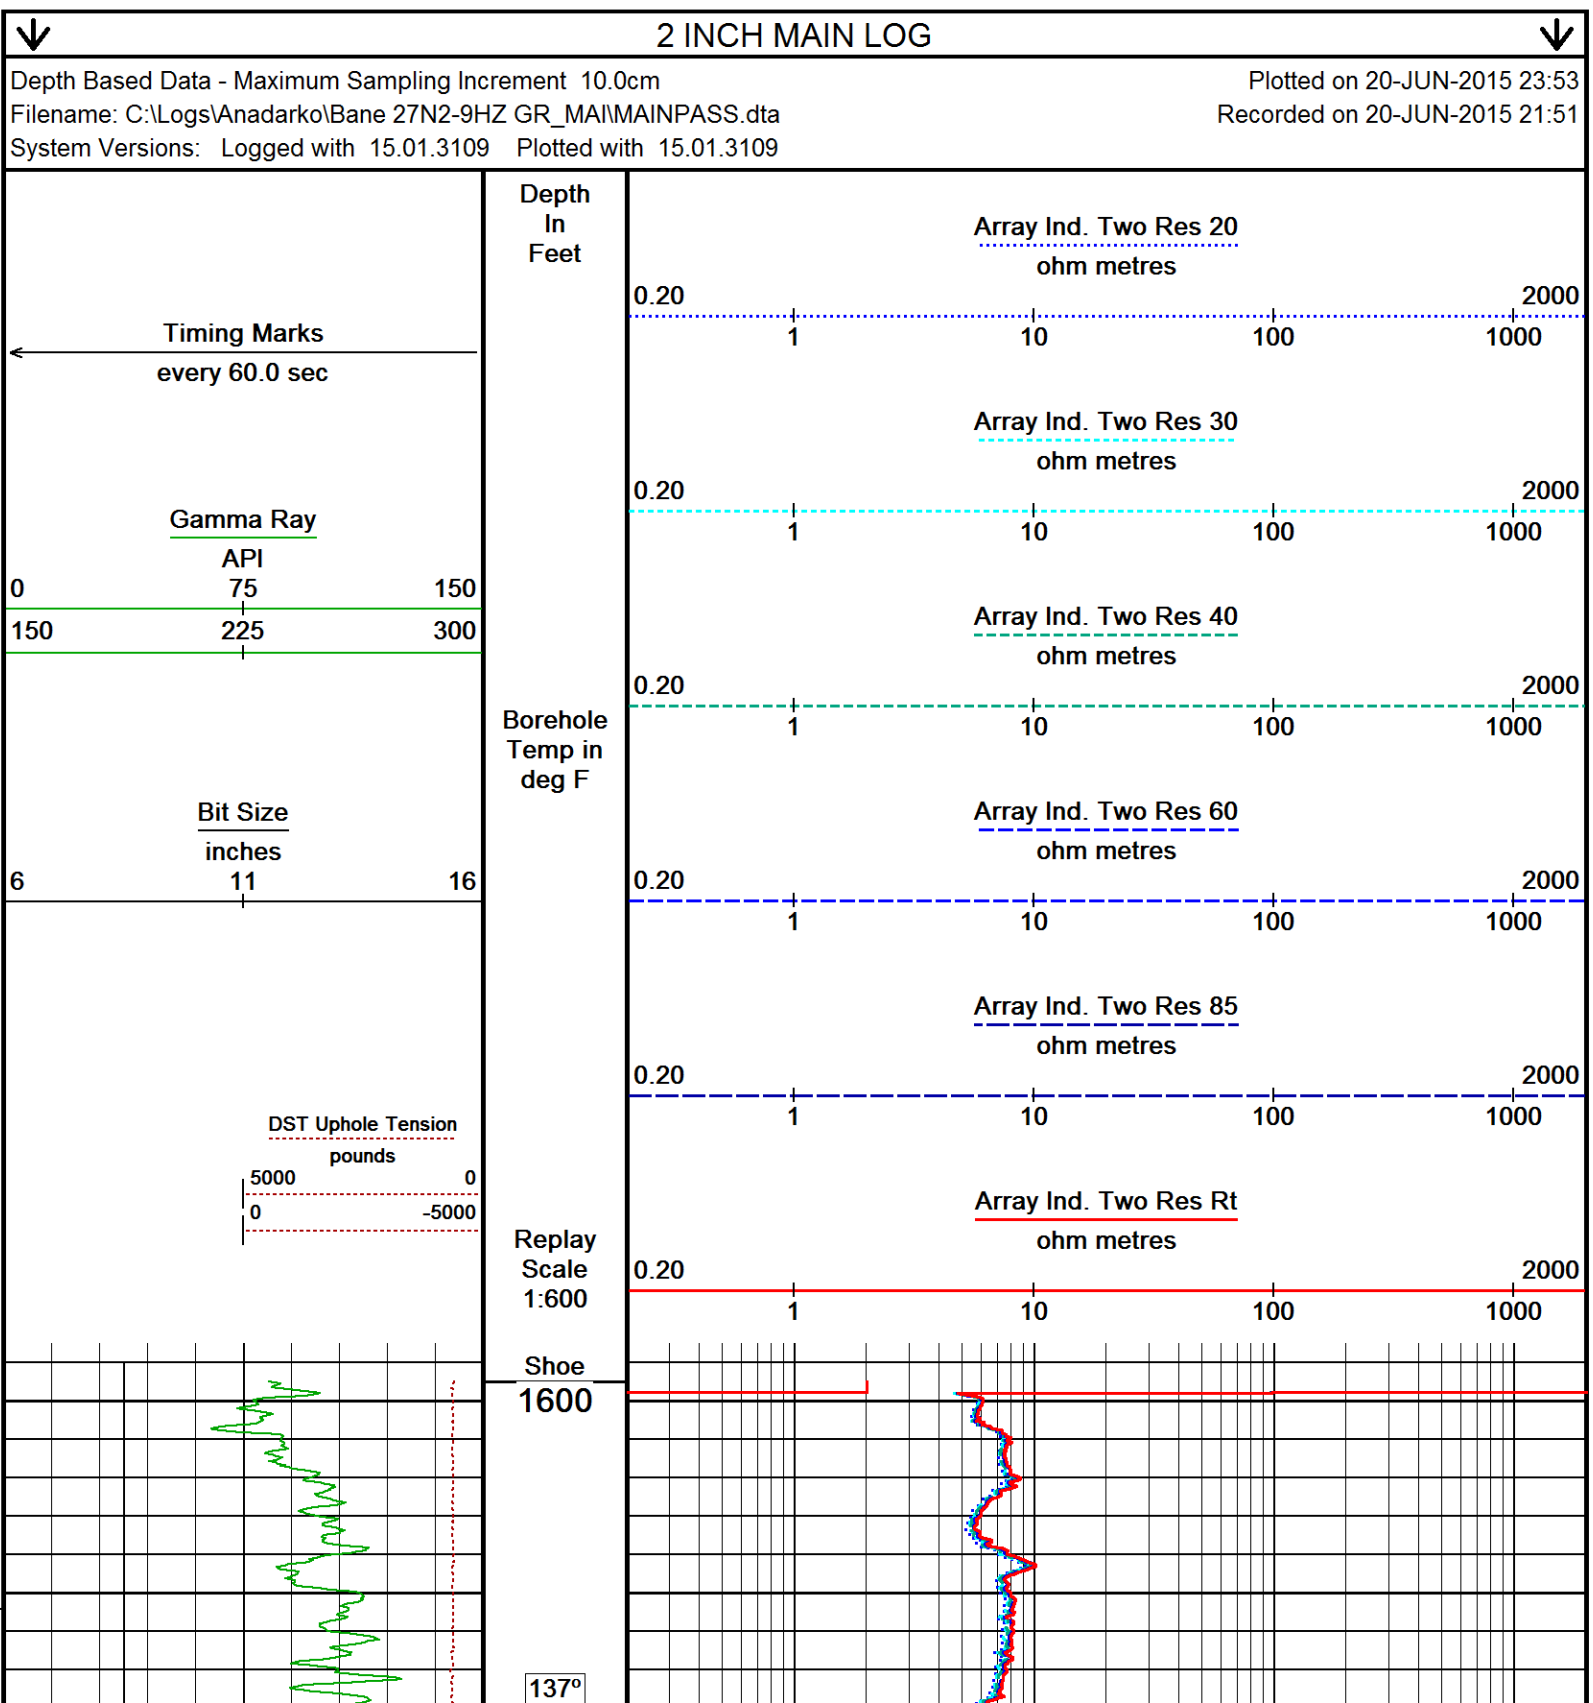 2 INCH MAIN LOG
Depth Based Data - Maximum Sampling Increment 10.0cm
Plotted on 20-JUN-2015 23:53
Filename: C:\Logs\Anadarko\Bane 27N2-9HZ GR_MAI\MAINPASS.dta
Recorded on 20-JUN-2015 21:51
System Versions: Logged with 15.01.3109 Plotted with 15.01.3109
Timing Marks
every 60.0 sec
Gamma Ray
API
0 75 150
150 225 300
Bit Size
inches
6 11 16
DST Uphole Tension
pounds
5000 0
0 -5000
Depth
In
Feet
Borehole
Temp in
deg F
Replay
Scale
1:600
Shoe
1600
137º
Array Ind. Two Res 20
ohm metres
0.20 2000
1 10 100 1000
Array Ind. Two Res 30
ohm metres
0.20 2000
1 10 100 1000
Array Ind. Two Res 40
ohm metres
0.20 2000
1 10 100 1000
Array Ind. Two Res 60
ohm metres
0.20 2000
1 10 100 1000
Array Ind. Two Res 85
ohm metres
0.20 2000
1 10 100 1000
Array Ind. Two Res Rt
ohm metres
0.20 2000
1 10 100 1000